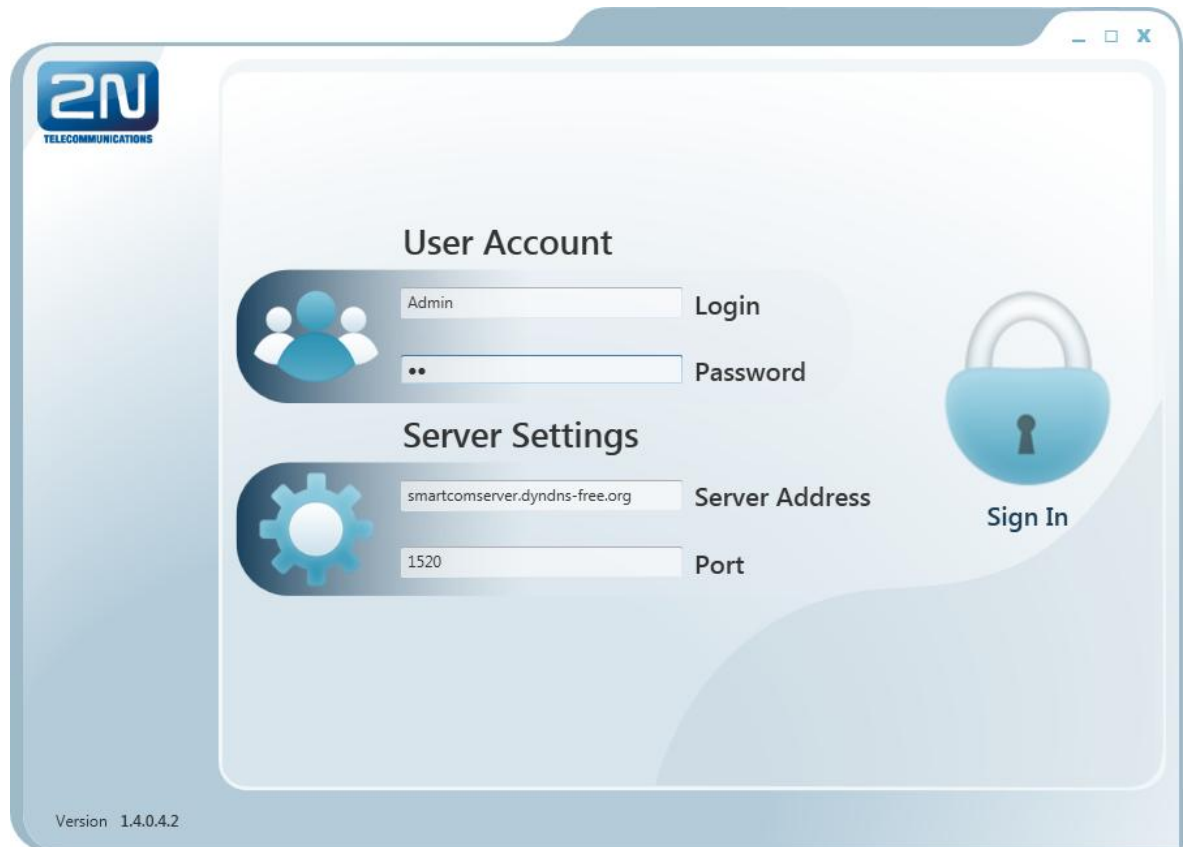 2N
TELECOMMUNICATIONS
User Account
Admin
Login
••
Password
Server Settings
smartcomserver.dyndns-free.org
Server Address
1520
Port
Sign In
Version 1.4.0.4.2